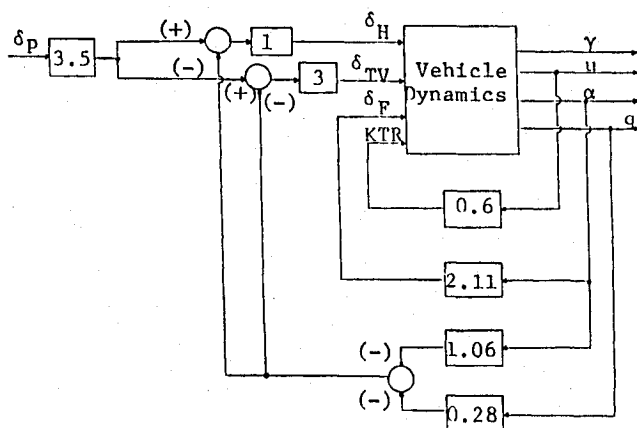 δp
3.5
(+)
(-)
1
δH
(+)
(-)
3
δTV
δF
KTR
Vehicle
Dynamics
γ
u
α
q
0.6
2.11
(-)
1.06
(-)
0.28